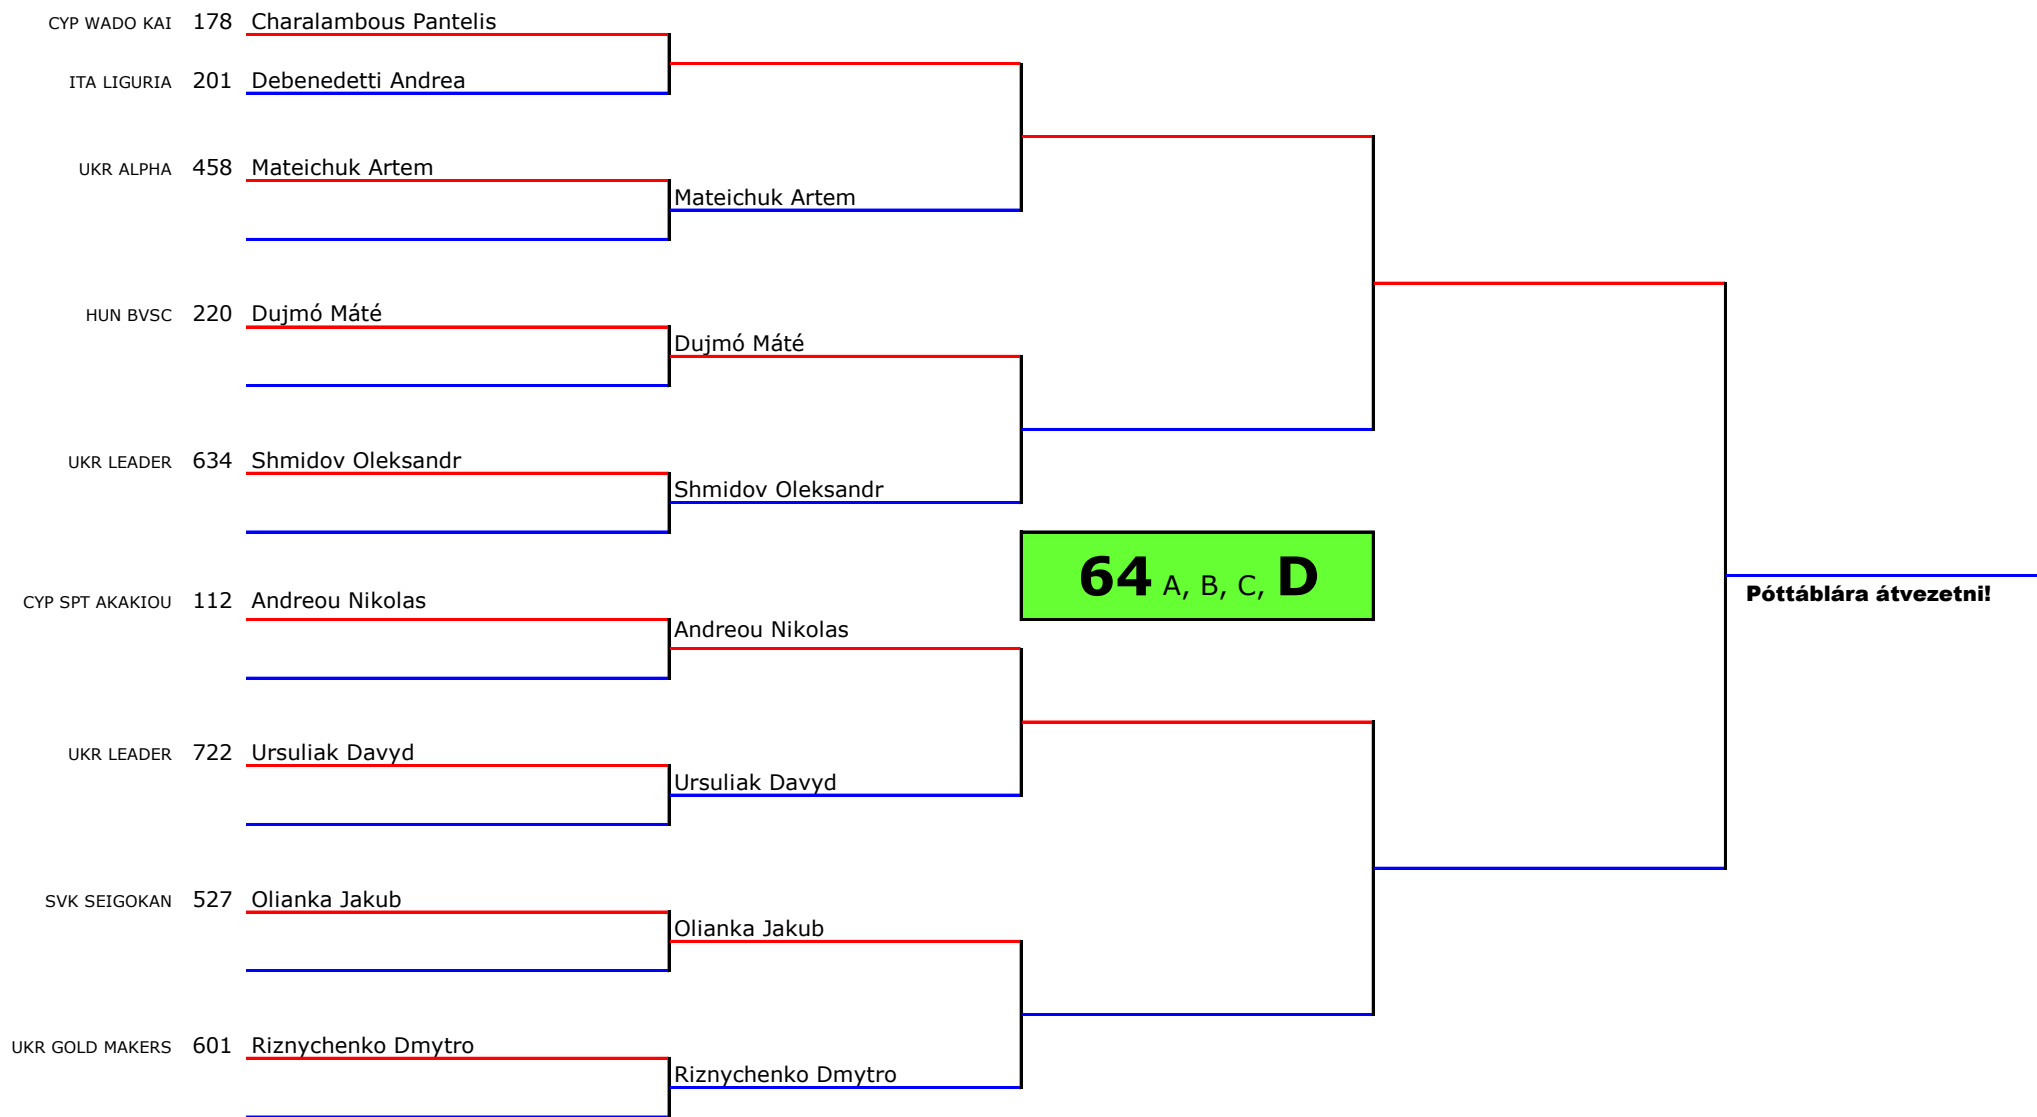 CYP WADO KAI 178 Charalambous Pantelis
ITA LIGURIA 201 Debenedetti Andrea
UKR ALPHA 458 Mateichuk Artem
Mateichuk Artem
HUN BVSC 220 Dujmó Máté
Dujmó Máté
UKR LEADER 634 Shmidov Oleksandr
Shmidov Oleksandr
64 A, B, C, D
Póttáblára átvezetni!
CYP SPT AKAKIOU 112 Andreou Nikolas
Andreou Nikolas
UKR LEADER 722 Ursuliak Davyd
Ursuliak Davyd
SVK SEIGOKAN 527 Olianka Jakub
Olianka Jakub
UKR GOLD MAKERS 601 Riznychenko Dmytro
Riznychenko Dmytro